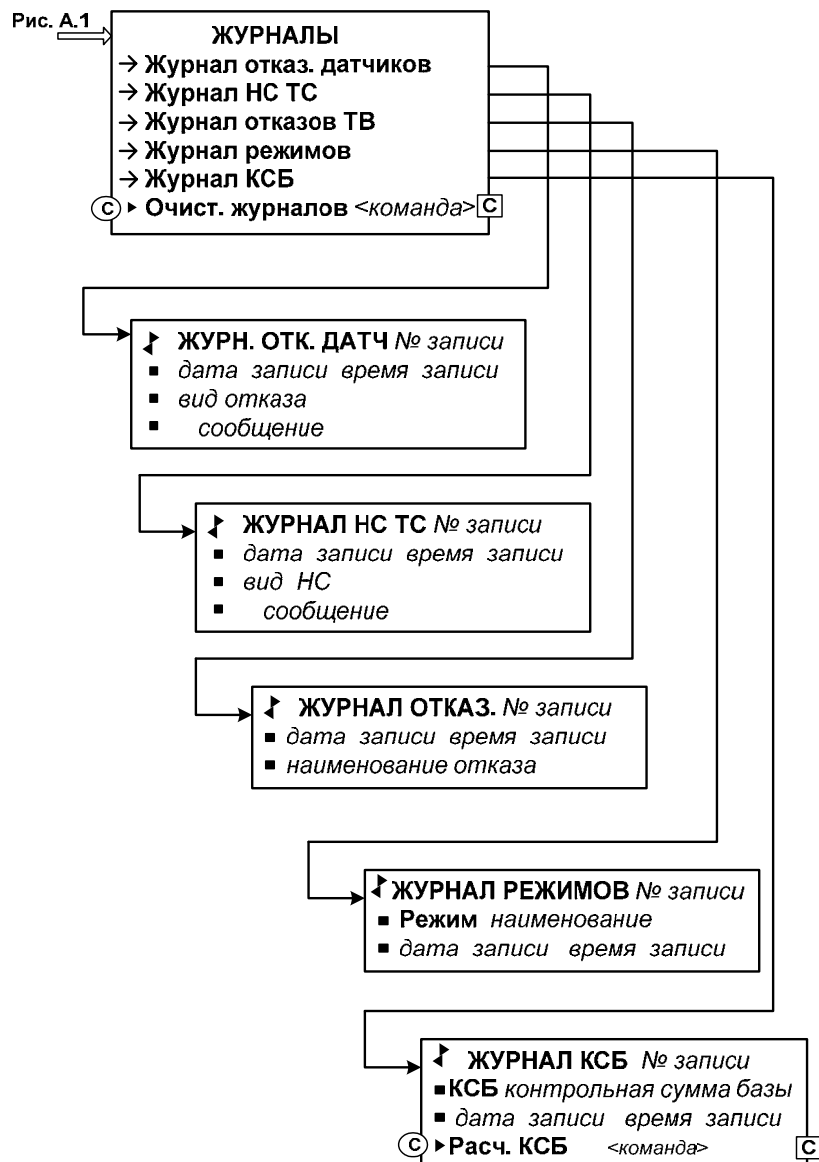 Рис. А.1
ЖУРНАЛЫ
→ Журнал отказ. датчиков
→ Журнал НС ТС
→ Журнал отказов ТВ
→ Журнал режимов
→ Журнал КСБ
С ▸ Очист. журналов <команда> С
ЖУРН. ОТК. ДАТЧ № записи
▪ дата записи время записи
▪ вид отказа
▪ сообщение
ЖУРНАЛ НС ТС № записи
▪ дата записи время записи
▪ вид НС
▪ сообщение
ЖУРНАЛ ОТКАЗ. № записи
▪ дата записи время записи
▪ наименование отказа
ЖУРНАЛ РЕЖИМОВ № записи
▪ Режим наименование
▪ дата записи время записи
ЖУРНАЛ КСБ № записи
▪ КСБ контрольная сумма базы
▪ дата записи время записи
С ▸ Расч. КСБ <команда> С